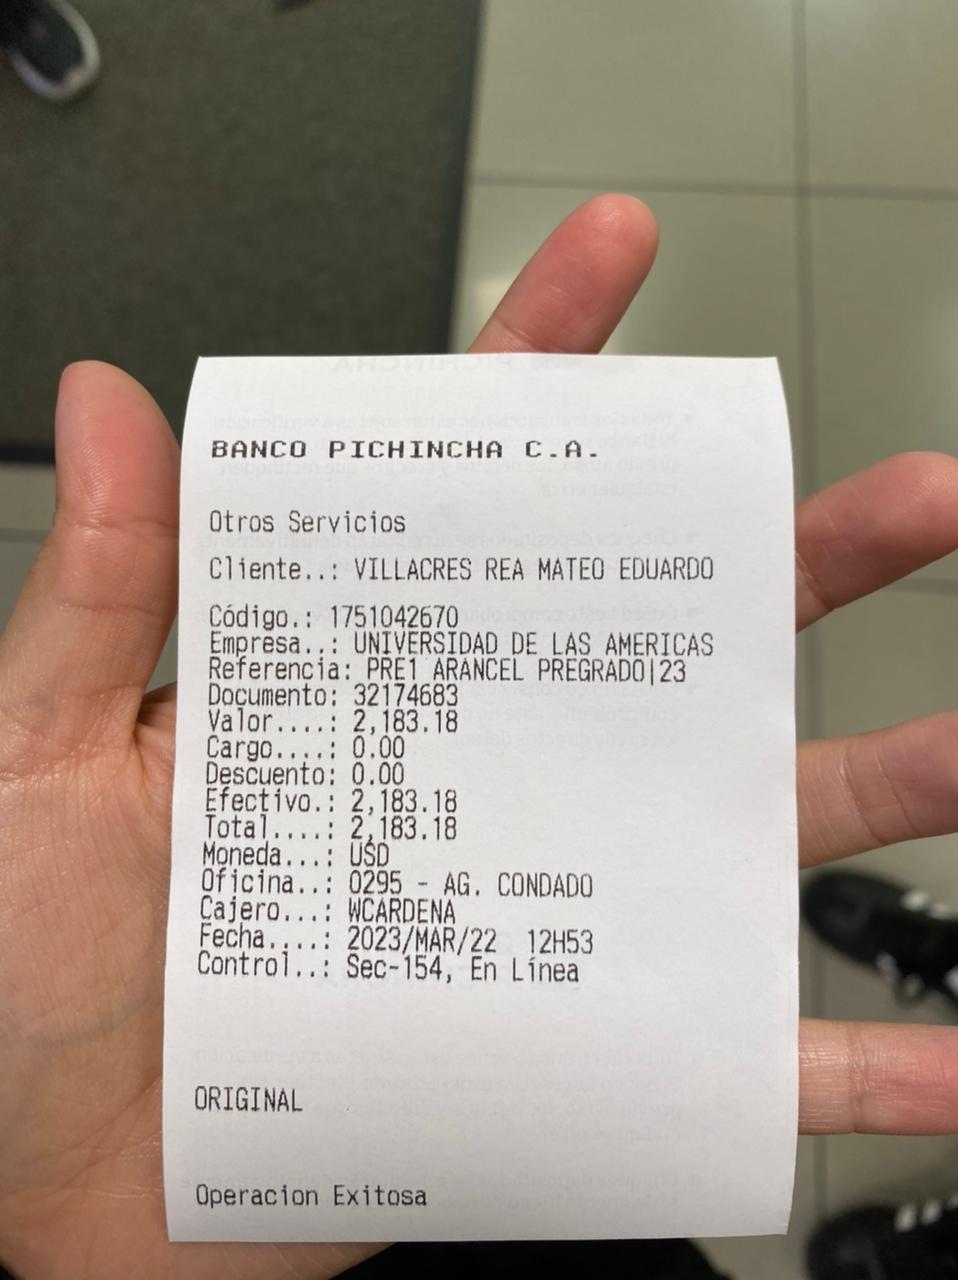 BANCO PICHINCHA C.A.
Otros Servicios
Cliente..: VILLACRES REA MATEO EDUARDO
Código.: 1751042670
Empresa..: UNIVERSIDAD DE LAS AMERICAS
Referencia: PRE1 ARANCEL PREGRADO|23
Documento: 32174683
Valor....: 2,183.18
Cargo....: 0.00
Descuento: 0.00
Efectivo.: 2,183.18
Total....: 2,183.18
Moneda...: USD
Oficina..: 0295 - AG. CONDADO
Cajero...: WCARDENA
Fecha....: 2023/MAR/22  12H53
Control..: Sec-154, En Línea
ORIGINAL
Operacion Exitosa